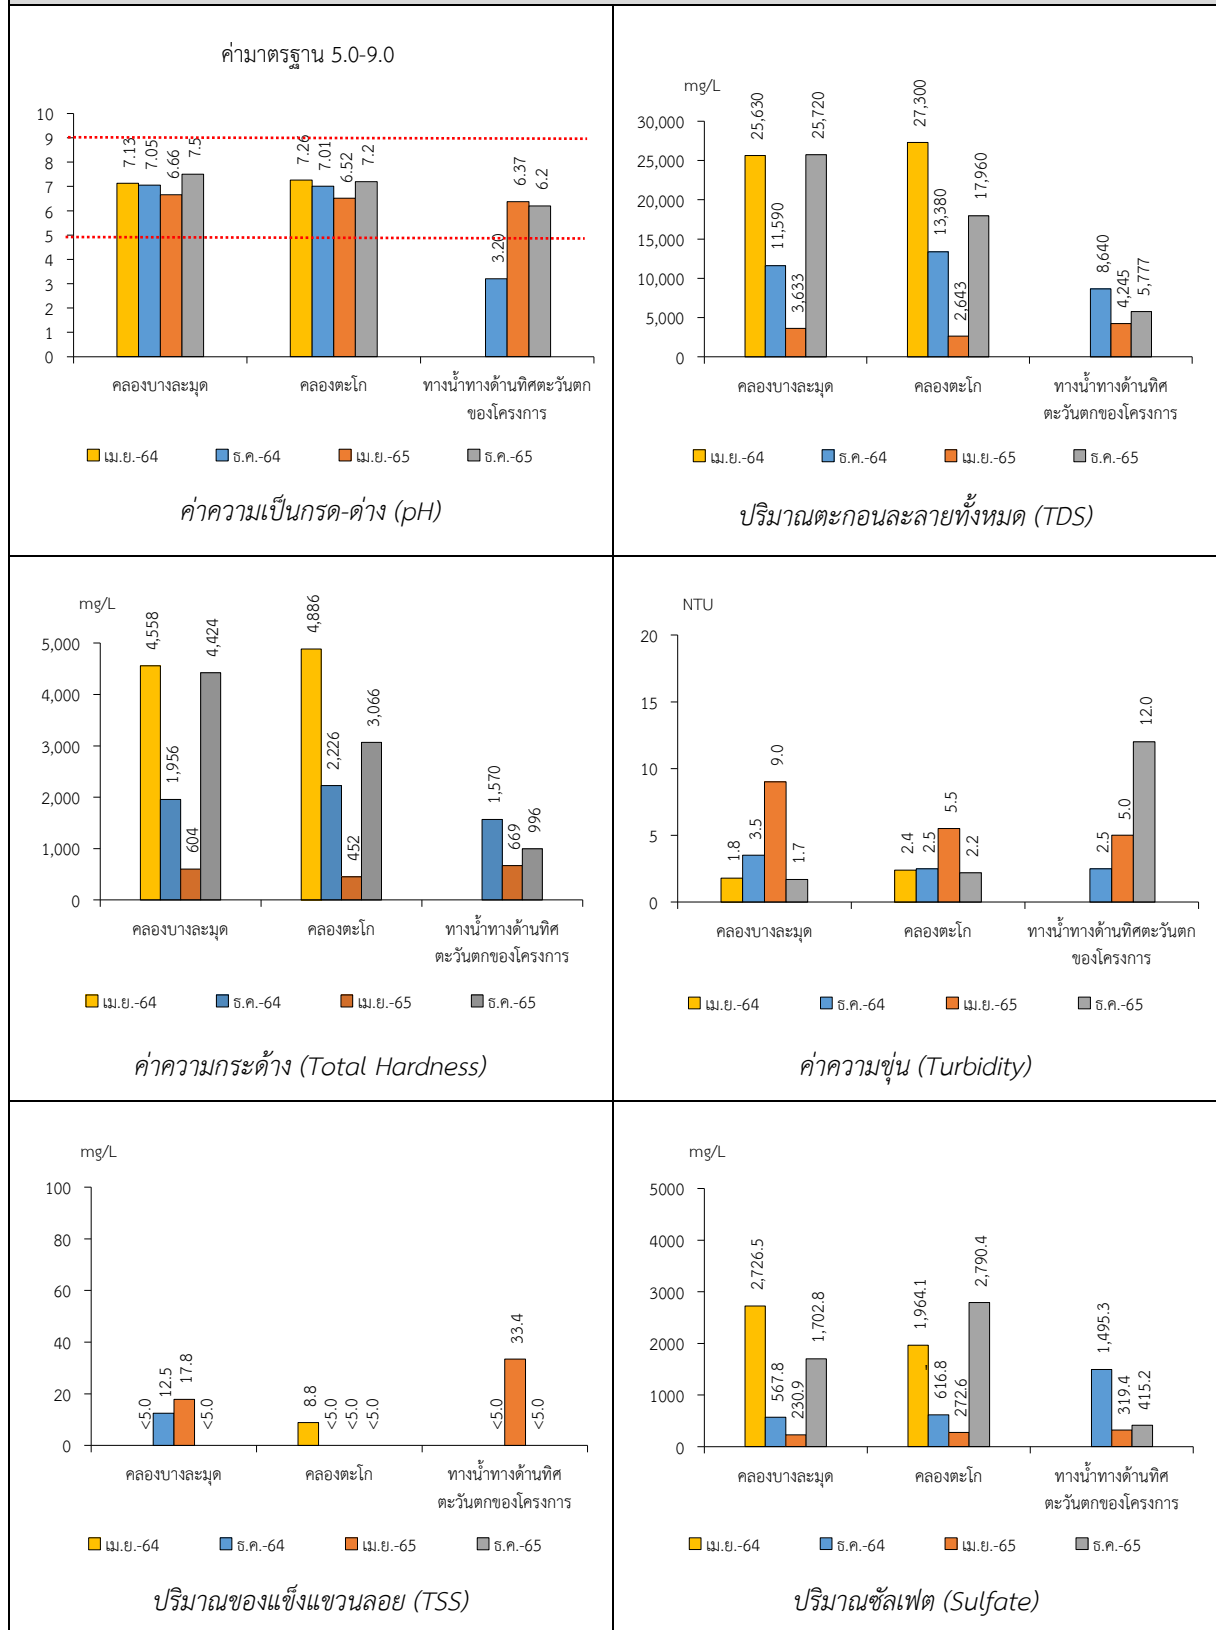 ค่ามาตรฐาน 5.0-9.0
10
9
8
7
6
5
4
3
2
1
0
7.13
7.05
6.66
7.5
7.26
7.01
6.52
7.2
3.20
6.37
6.2
คลองบางละมุด
คลองตะโก
ทางน้ำทางด้านทิศตะวันตก
ของโครงการ
เม.ย.-64
ธ.ค.-64
เม.ย.-65
ธ.ค.-65
ค่าความเป็นกรด-ด่าง (pH)
mg/L
30,000
25,000
20,000
15,000
10,000
5,000
0
25,630
11,590
3,633
25,720
27,300
13,380
2,643
17,960
8,640
4,245
5,777
คลองบางละมุด
คลองตะโก
ทางน้ำทางด้านทิศ
ตะวันตกของโครงการ
เม.ย.-64
ธ.ค.-64
เม.ย.-65
ธ.ค.-65
ปริมาณตะกอนละลายทั้งหมด (TDS)
mg/L
5,000
4,000
3,000
2,000
1,000
0
4,558
1,956
604
4,424
4,886
2,226
452
3,066
1,570
669
996
คลองบางละมุด
คลองตะโก
ทางน้ำทางด้านทิศ
ตะวันตกของโครงการ
เม.ย.-64
ธ.ค.-64
เม.ย.-65
ธ.ค.-65
ค่าความกระด้าง (Total Hardness)
NTU
20
15
10
5
0
1.8
3.5
9.0
1.7
2.4
2.5
5.5
2.2
2.5
5.0
12.0
คลองบางละมุด
คลองตะโก
ทางน้ำทางด้านทิศตะวันตก
ของโครงการ
เม.ย.-64
ธ.ค.-64
เม.ย.-65
ธ.ค.-65
ค่าความขุ่น (Turbidity)
mg/L
100
80
60
40
20
0
<5.0
12.5
17.8
<5.0
8.8
<5.0
<5.0
<5.0
<5.0
33.4
<5.0
คลองบางละมุด
คลองตะโก
ทางน้ำทางด้านทิศ
ตะวันตกของโครงการ
เม.ย.-64
ธ.ค.-64
เม.ย.-65
ธ.ค.-65
ปริมาณของแข็งแขวนลอย (TSS)
mg/L
5000
4000
3000
2000
1000
0
2,726.5
567.8
230.9
1,702.8
1,964.1
616.8
272.6
2,790.4
1,495.3
319.4
415.2
คลองบางละมุด
คลองตะโก
ทางน้ำทางด้านทิศ
ตะวันตกของโครงการ
เม.ย.-64
ธ.ค.-64
เม.ย.-65
ธ.ค.-65
ปริมาณซัลเฟต (Sulfate)